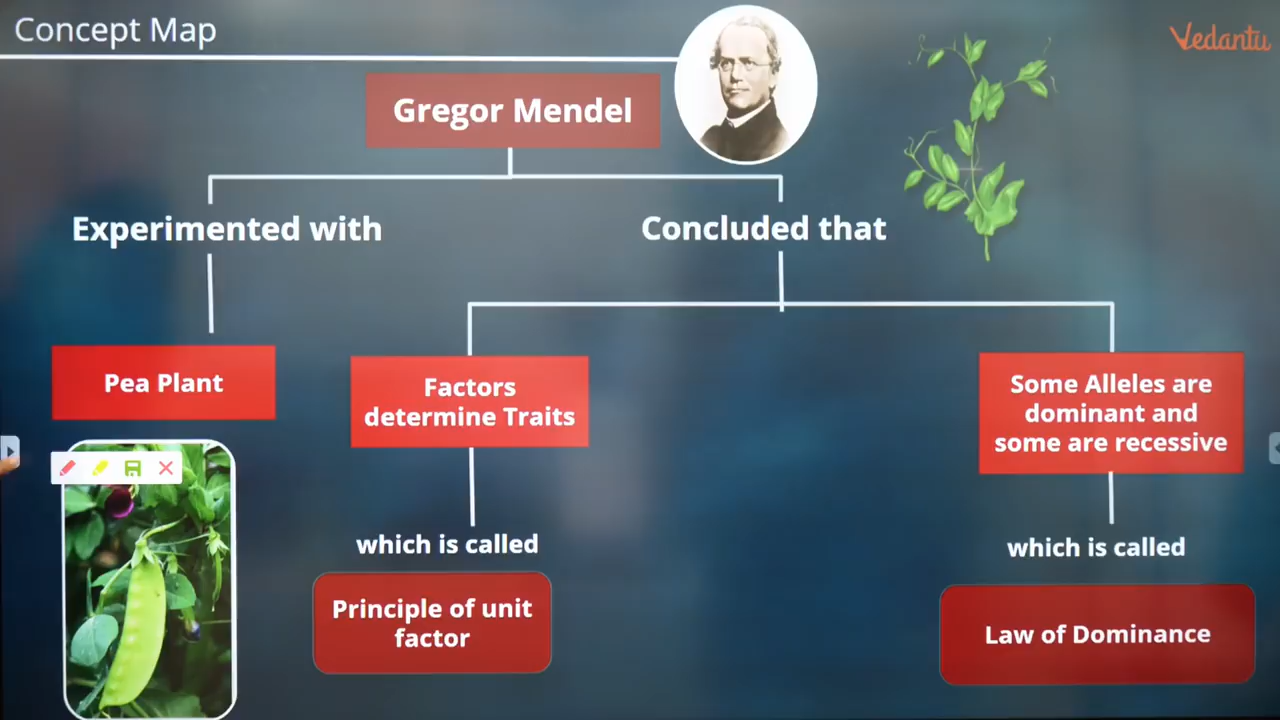 Concept Map
Vedantu
Gregor Mendel
Experimented with
Concluded that
Pea Plant
Factors
determine Traits
Some Alleles are
dominant and
some are recessive
which is called
which is called
Principle of unit
factor
Law of Dominance